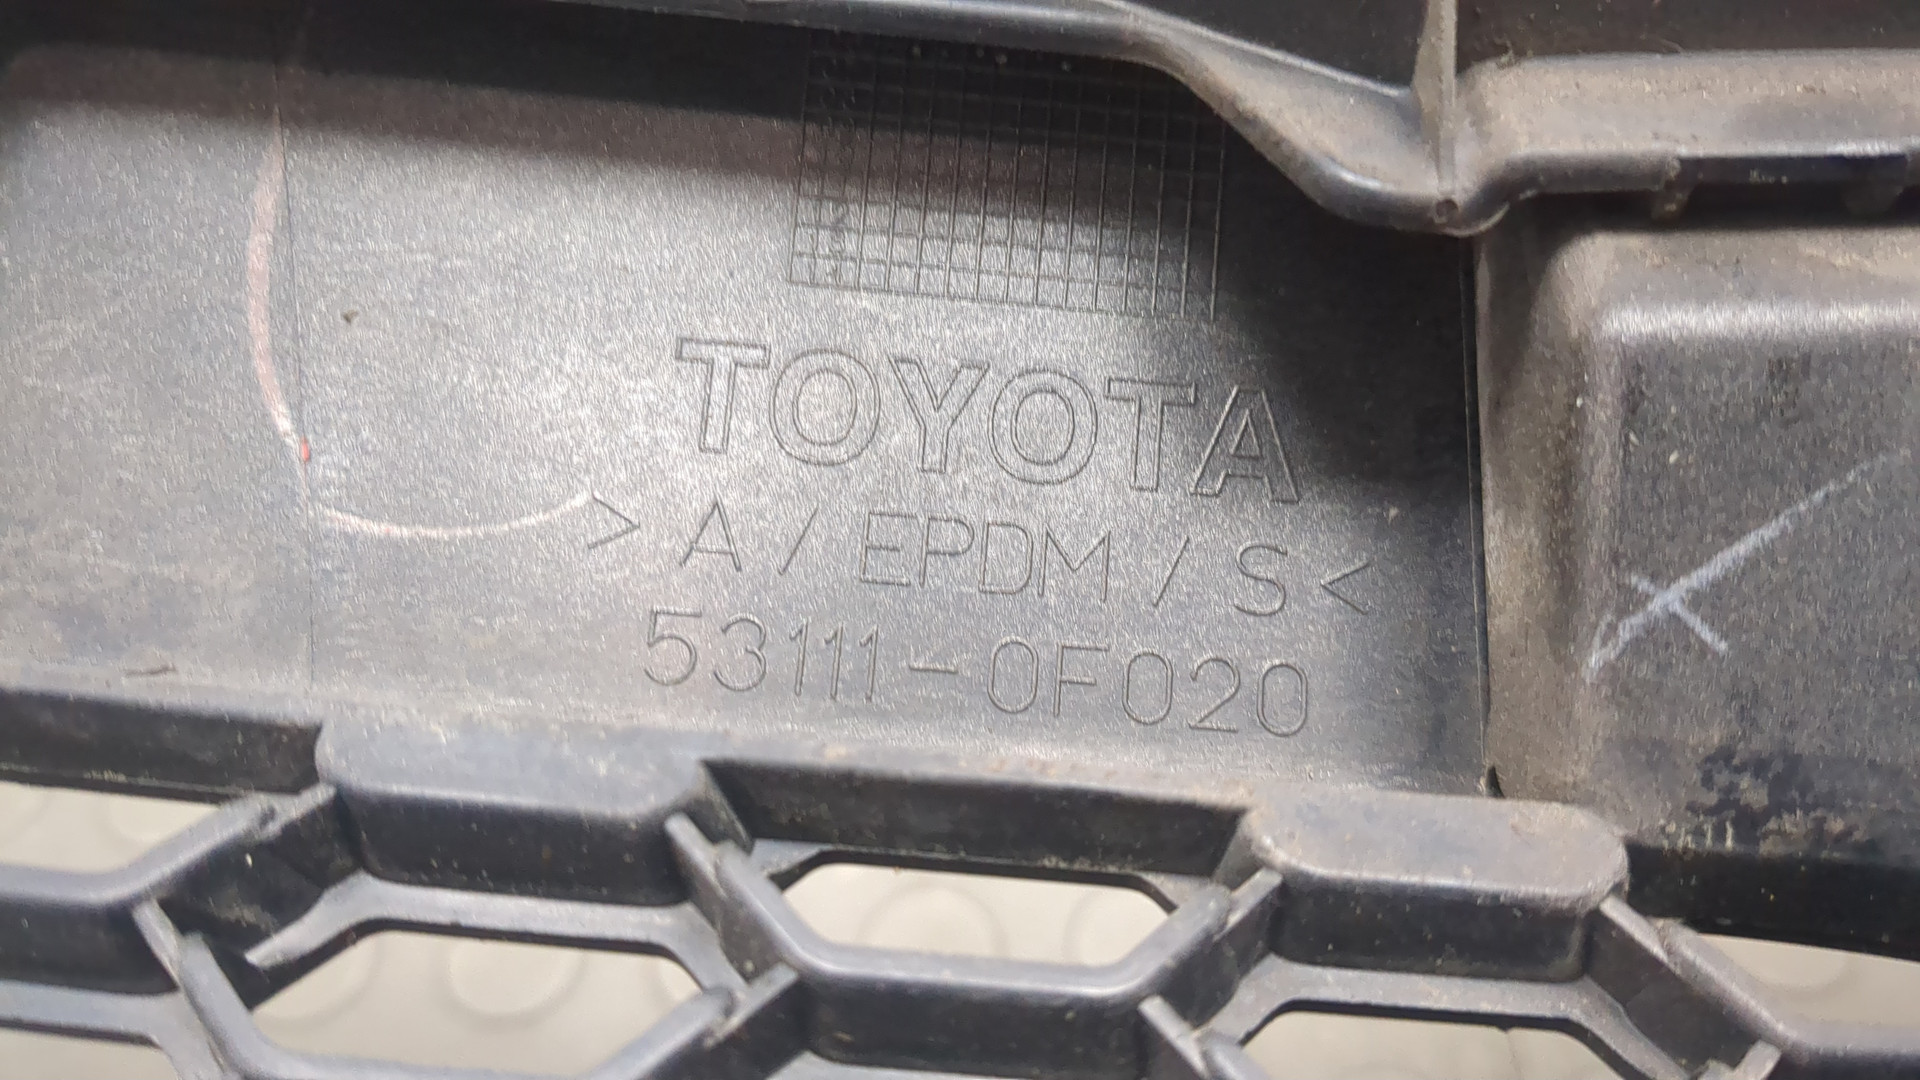 TOYOTA
> A / EPDM / S <
53111-0F020